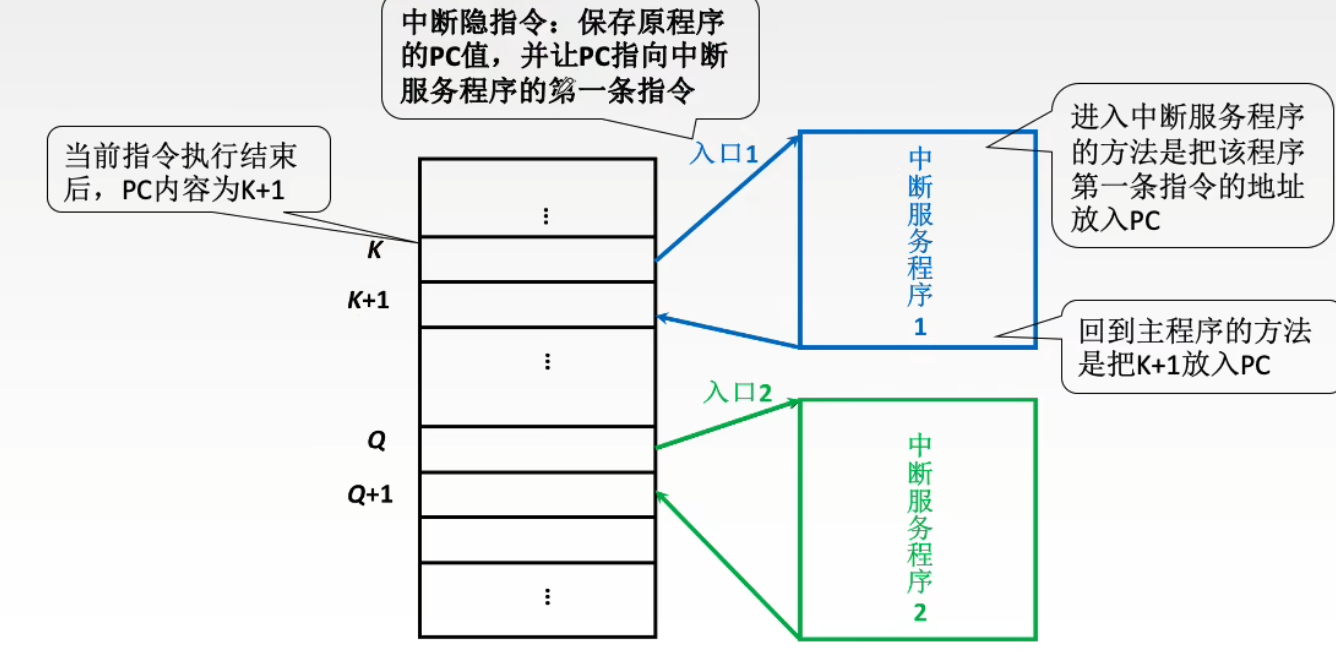 中断隐指令：保存原程序
的PC值，并让PC指向中断
服务程序的第一条指令
当前指令执行结束
后，PC内容为K+1
入口1
中断服务程序1
进入中断服务程序
的方法是把该程序
第一条指令的地址
放入PC
⋮
K
K+1
⋮
回到主程序的方法
是把K+1放入PC
入口2
中断服务程序2
Q
Q+1
⋮